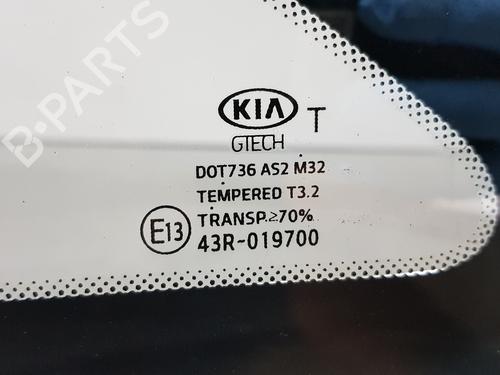 B-PARTS
KIA T
GTECH
DOT736 AS2 M32
TEMPERED T3.2
TRANSP.≥70%
E13 43R-019700